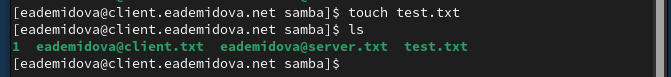 [eademidova@client.eademidova.net samba]$ touch test.txt
[eademidova@client.eademidova.net samba]$ ls
1  eademidova@client.txt  eademidova@server.txt  test.txt
[eademidova@client.eademidova.net samba]$